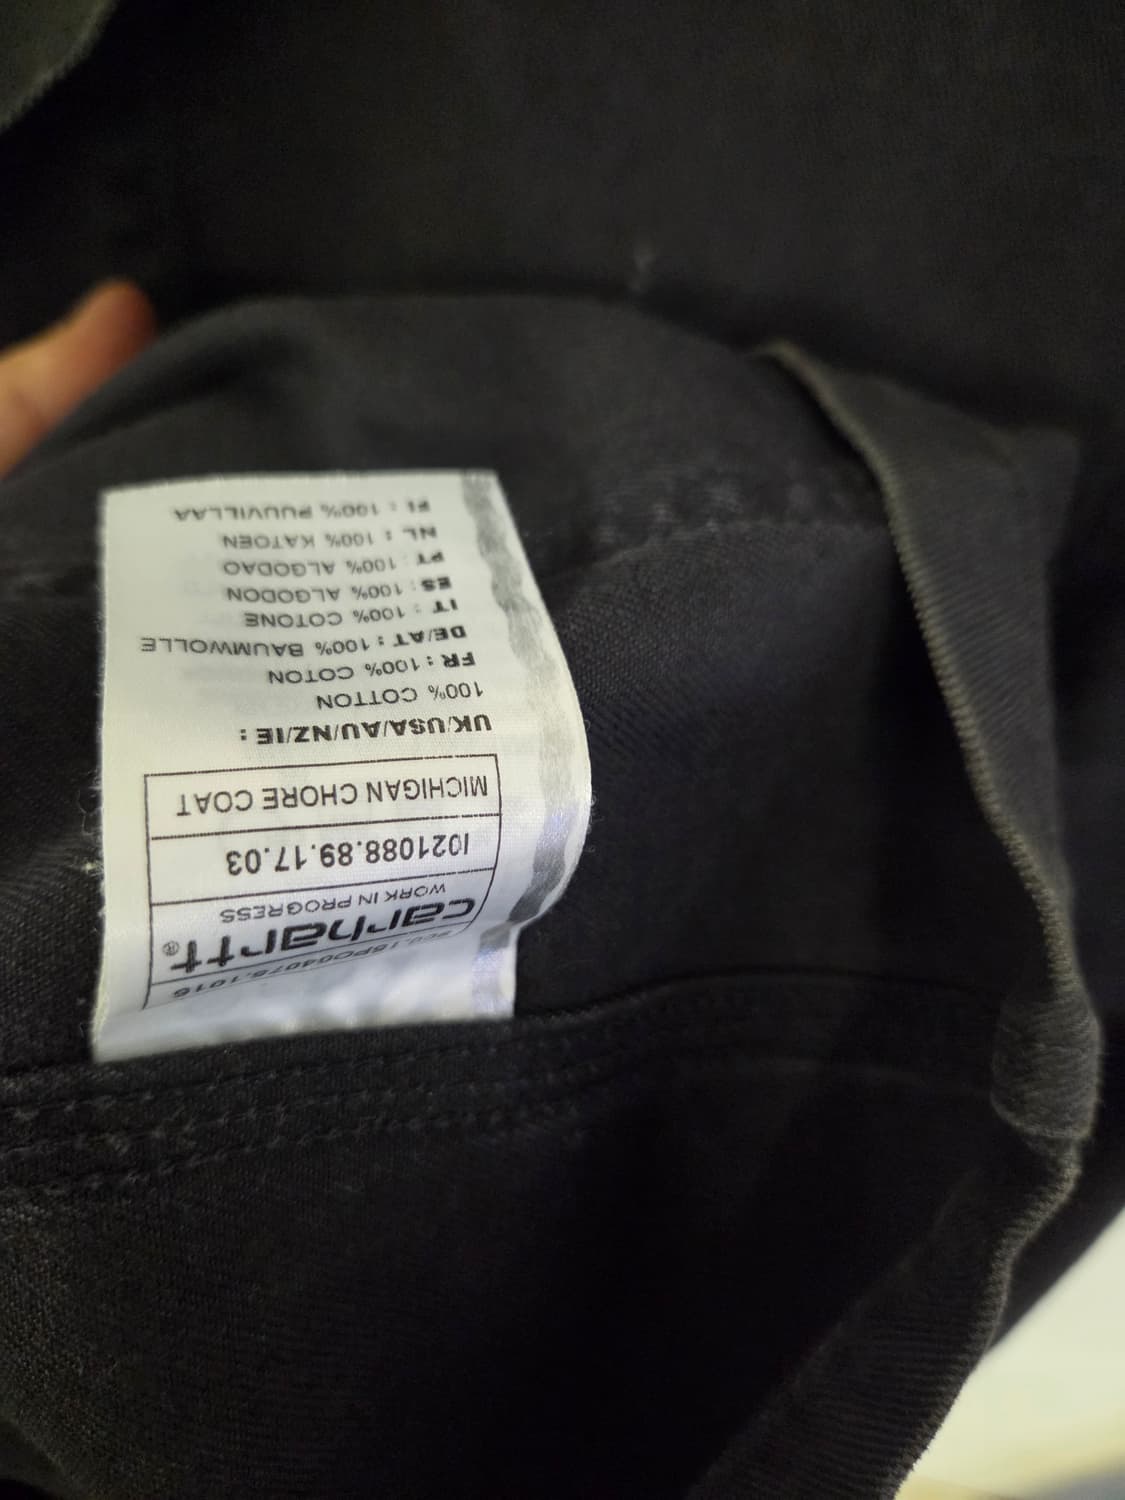 carhartt®
WORK IN PROGRESS
I021088.89.17.03
MICHIGAN CHORE COAT
UK/USA/AU/NZ/IE :
100% COTTON
FR : 100% COTON
DE/AT : 100% BAUMWOLLE
IT : 100% COTONE
ES : 100% ALGODON
PT : 100% ALGODAO
NL : 100% KATOEN
FI : 100% PUUVILLAA